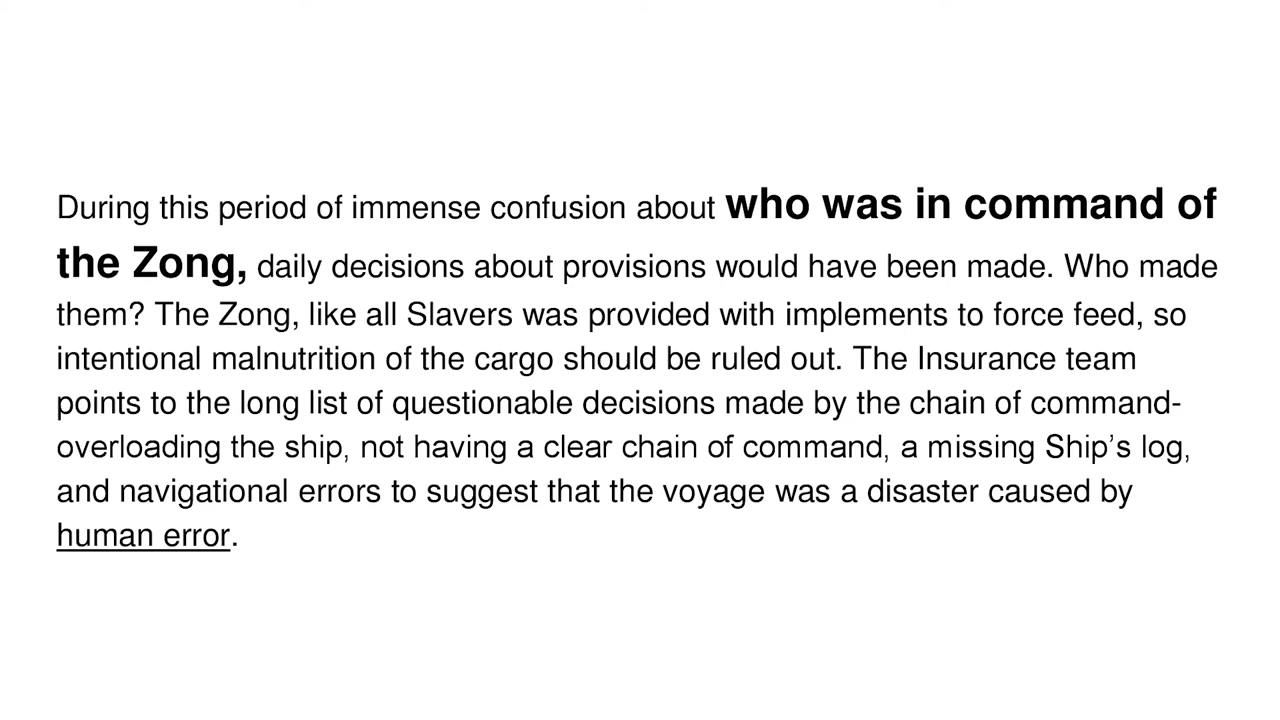 During this period of immense confusion about who was in command of
the Zong, daily decisions about provisions would have been made. Who made
them? The Zong, like all Slavers was provided with implements to force feed, so
intentional malnutrition of the cargo should be ruled out. The Insurance team
points to the long list of questionable decisions made by the chain of command-
overloading the ship, not having a clear chain of command, a missing Ship’s log,
and navigational errors to suggest that the voyage was a disaster caused by
human error.